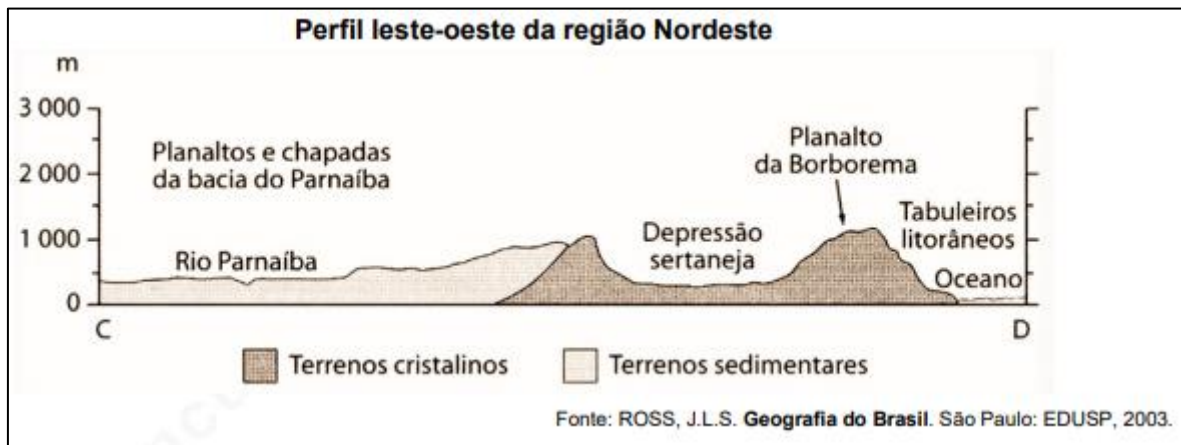 Perfil leste-oeste da região Nordeste
m
3 000
2 000
1 000
0
Planaltos e chapadas
da bacia do Parnaíba
Rio Parnaíba
Depressão
sertaneja
Planalto
da Borborema
Tabuleiros
litorâneos
Oceano
C
D
Terrenos cristalinos
Terrenos sedimentares
Fonte: ROSS, J.L.S. Geografia do Brasil. São Paulo: EDUSP, 2003.